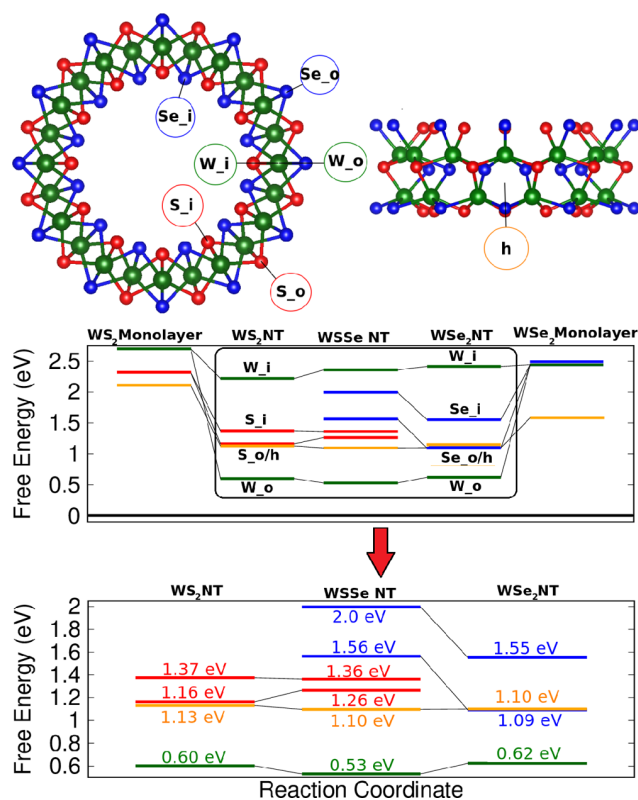 Se_o
Se_i
W_i
W_o
S_i
S_o
h
WS₂Monolayer
WS₂NT
WSSe NT
WSe₂NT
WSe₂Monolayer
Free Energy (eV)
2.5
2
1.5
1
0.5
0
W_i
W_i
S_i
Se_i
S_o/h
Se_o/h
W_o
W_o
WS₂NT
WSSe NT
WSe₂NT
Free Energy (eV)
2
1.8
1.6
1.4
1.2
1
0.8
0.6
2.0 eV
1.56 eV
1.55 eV
1.37 eV
1.36 eV
1.16 eV
1.26 eV
1.10 eV
1.13 eV
1.10 eV
1.09 eV
0.60 eV
0.53 eV
0.62 eV
Reaction Coordinate